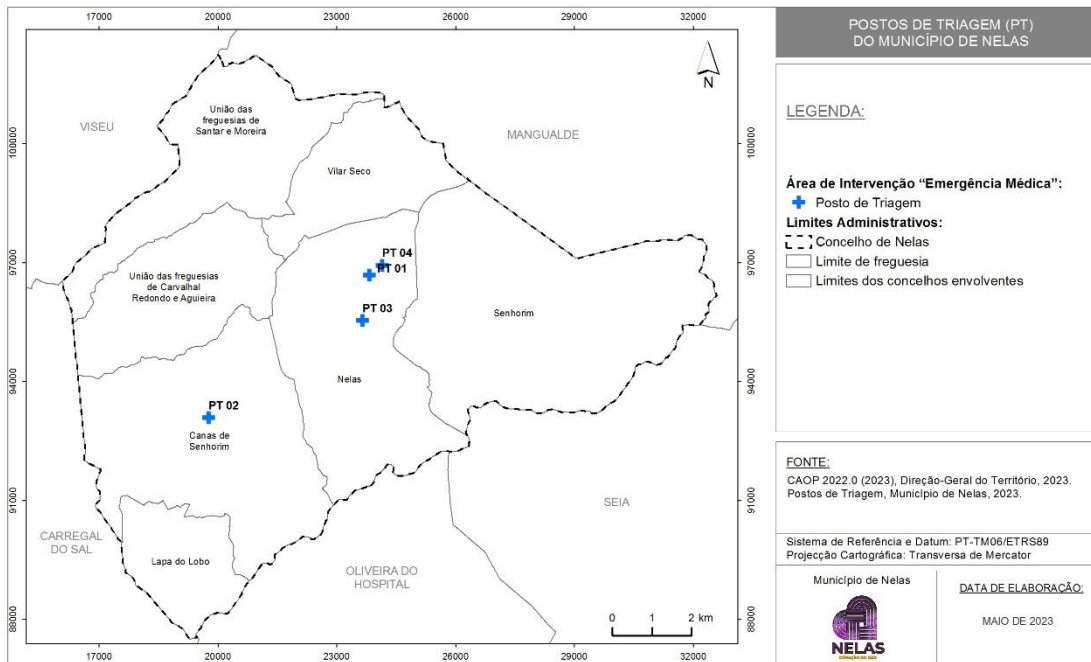 17000 20000 23000 26000 29000 32000
POSTOS DE TRIAGEM (PT)
DO MUNICÍPIO DE NELAS
N
União das
freguesias de
Santar e Moreira
VISEU
MANGUALDE
100000
100000
Vilar Seco
97000
97000
PT 04
PT 01
União das freguesias
de Carvalhal
Redondo e Aguieira
PT 03
Senhorim
94000
94000
Nelas
PT 02
Canas de
Senhorim
91000
91000
SEIA
CARREGAL
DO SAL
Lapa do Lobo
OLIVEIRA DO
HOSPITAL
88000
88000
0 1 2 km
17000 20000 23000 26000 29000 32000
LEGENDA:
Área de Intervenção “Emergência Médica”:
Posto de Triagem
Limites Administrativos:
Concelho de Nelas
Limite de freguesia
Limites dos concelhos envolventes
FONTE:
CAOP 2022.0 (2023), Direção-Geral do Território, 2023.
Postos de Triagem, Município de Nelas, 2023.
Sistema de Referência e Datum: PT-TM06/ETRS89
Projecção Cartográfica: Transversa de Mercator
Município de Nelas
NELAS
CORAÇÃO DO DÃO
DATA DE ELABORAÇÃO:
MAIO DE 2023